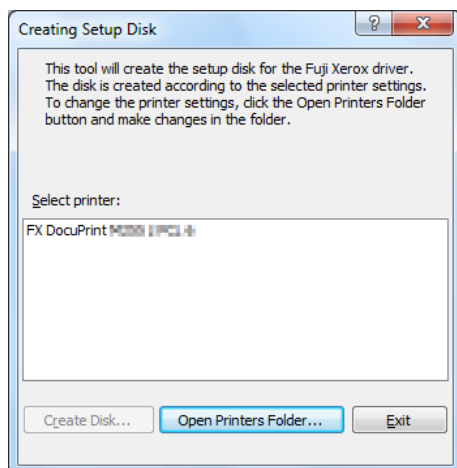 Creating Setup Disk
This tool will create the setup disk for the Fuji Xerox driver.
The disk is created according to the selected printer settings.
To change the printer settings, click the Open Printers Folder
button and make changes in the folder.
Select printer:
FX DocuPrint
Create Disk...
Open Printers Folder...
Exit